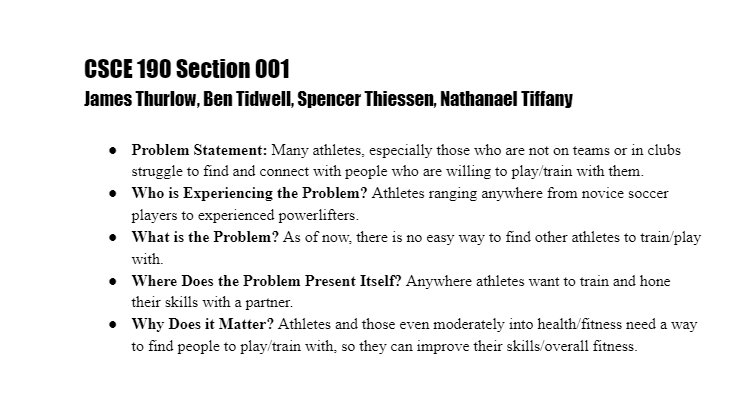 CSCE 190 Section 001
James Thurlow, Ben Tidwell, Spencer Thiessen, Nathanael Tiffany
● Problem Statement: Many athletes, especially those who are not on teams or in clubs
struggle to find and connect with people who are willing to play/train with them.
● Who is Experiencing the Problem? Athletes ranging anywhere from novice soccer
players to experienced powerlifters.
● What is the Problem? As of now, there is no easy way to find other athletes to train/play
with.
● Where Does the Problem Present Itself? Anywhere athletes want to train and hone
their skills with a partner.
● Why Does it Matter? Athletes and those even moderately into health/fitness need a way
to find people to play/train with, so they can improve their skills/overall fitness.